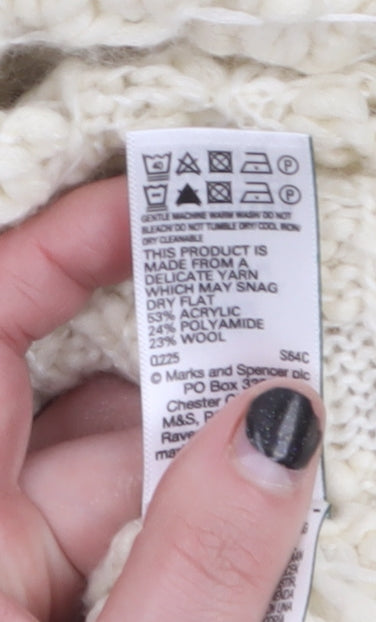 40 P
P
GENTLE MACHINE WARM WASH/ DO NOT
BLEACH/ DO NOT TUMBLE DRY/ COOL IRON/
DRY CLEANABLE
THIS PRODUCT IS
MADE FROM A
DELICATE YARN
WHICH MAY SNAG
DRY FLAT
53% ACRYLIC
24% POLYAMIDE
23% WOOL
0225 S64C
© Marks and Spencer plc
PO Box
Chester
M&S,